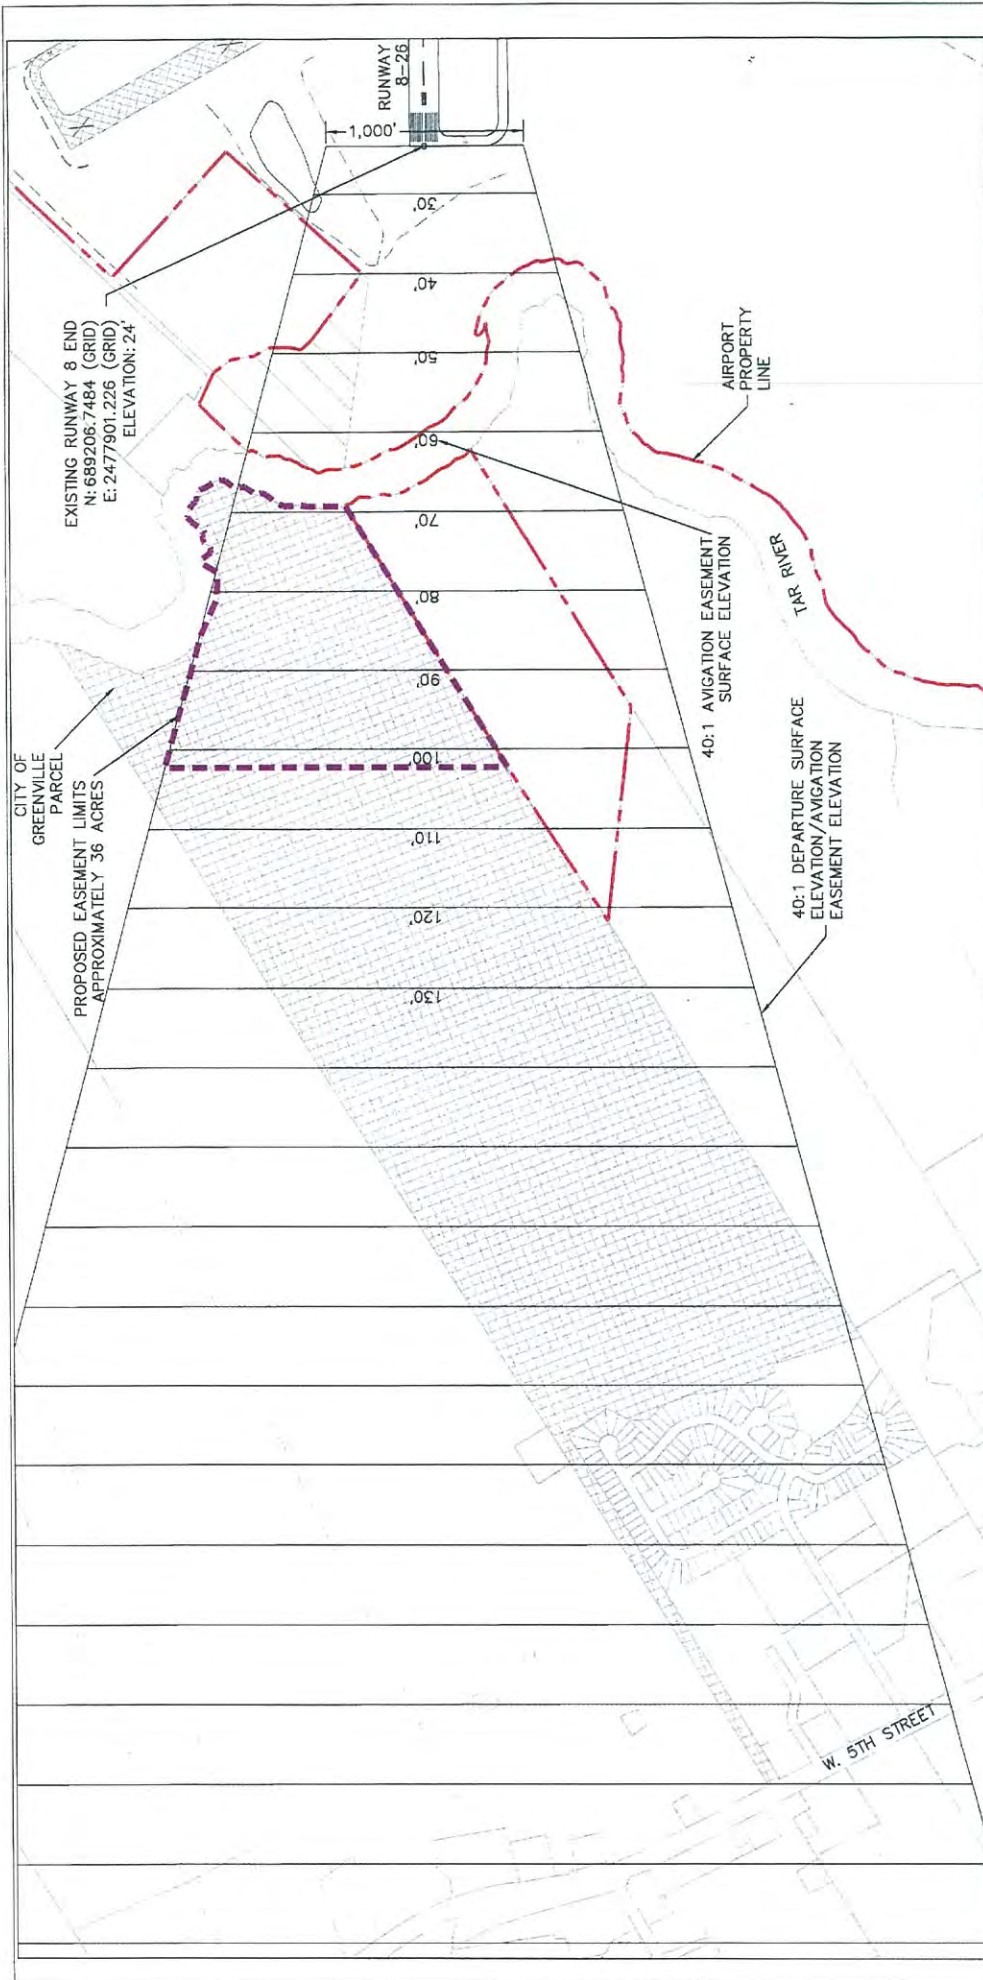 RUNWAY
8-26
1,000'
30'
40'
50'
60'
70'
80'
90'
100'
110'
120'
130'
EXISTING RUNWAY 8 END
N: 689206.7484 (GRID)
E: 2477901.226 (GRID)
ELEVATION: 24'
AIRPORT
PROPERTY
LINE
TAR RIVER
CITY OF
GREENVILLE
PARCEL
PROPOSED EASEMENT LIMITS
APPROXIMATELY 36 ACRES
40:1 AVIGATION EASEMENT
SURFACE ELEVATION
40:1 DEPARTURE SURFACE
ELEVATION/AVIGATION
EASEMENT ELEVATION
W. 5TH STREET